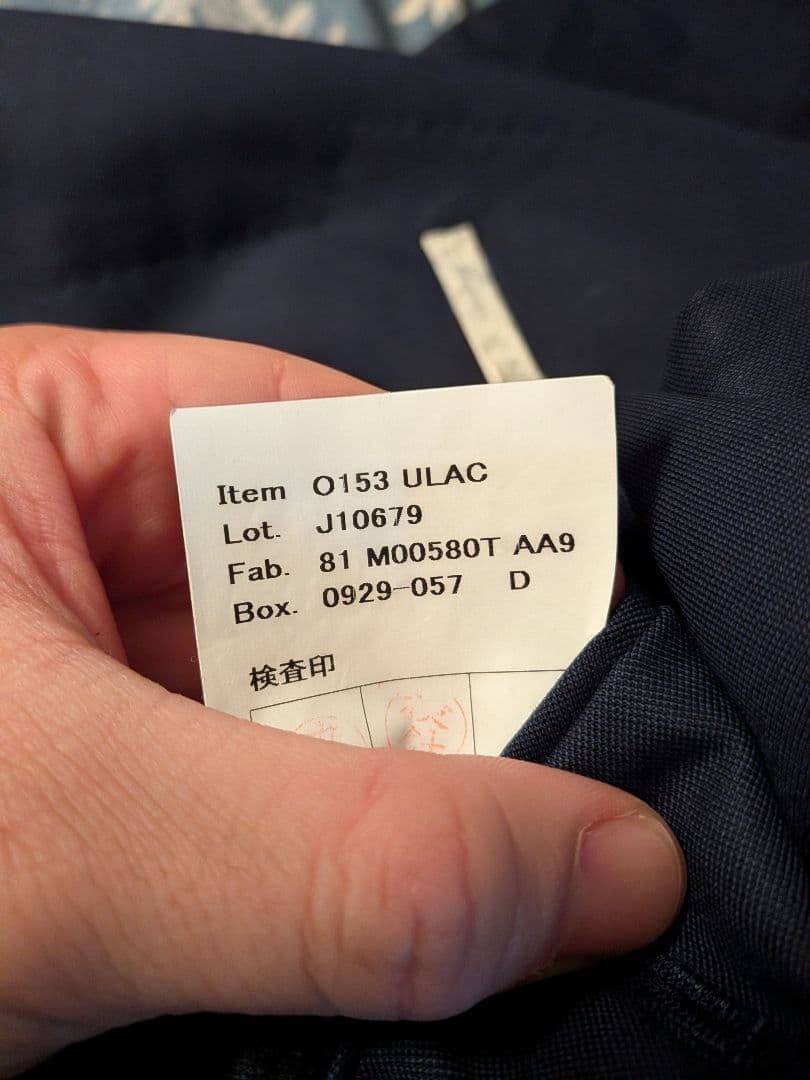 Item O153 ULAC
Lot. J10679
Fab. 81 M00580T AA9
Box. 0929-057 D
検査印